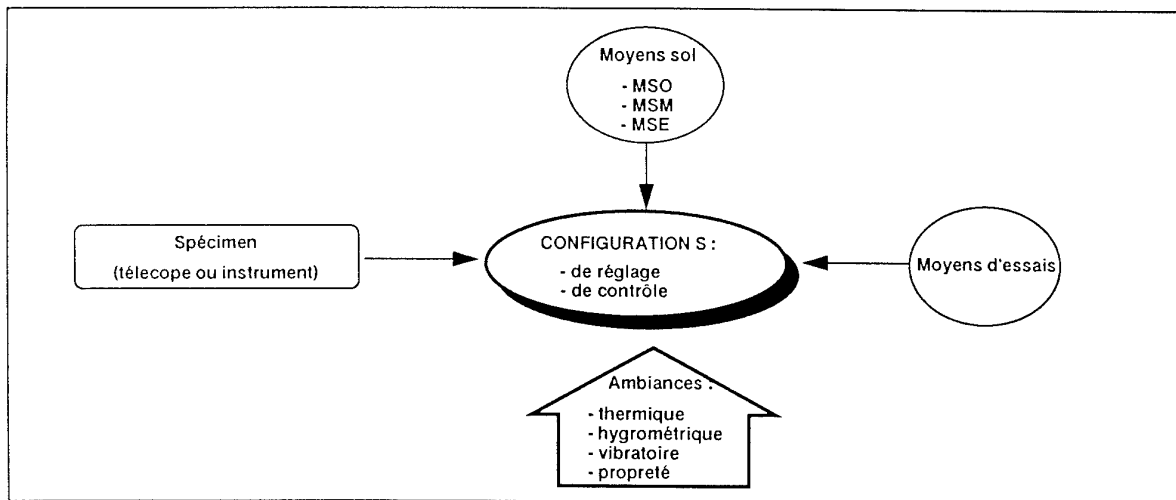 Moyens sol
- MSO
- MSM
- MSE
Spécimen
(télecope ou instrument)
CONFIGURATION S :
- de réglage
- de contrôle
Moyens d'essais
Ambiances :
- thermique
- hygrométrique
- vibratoire
- propreté